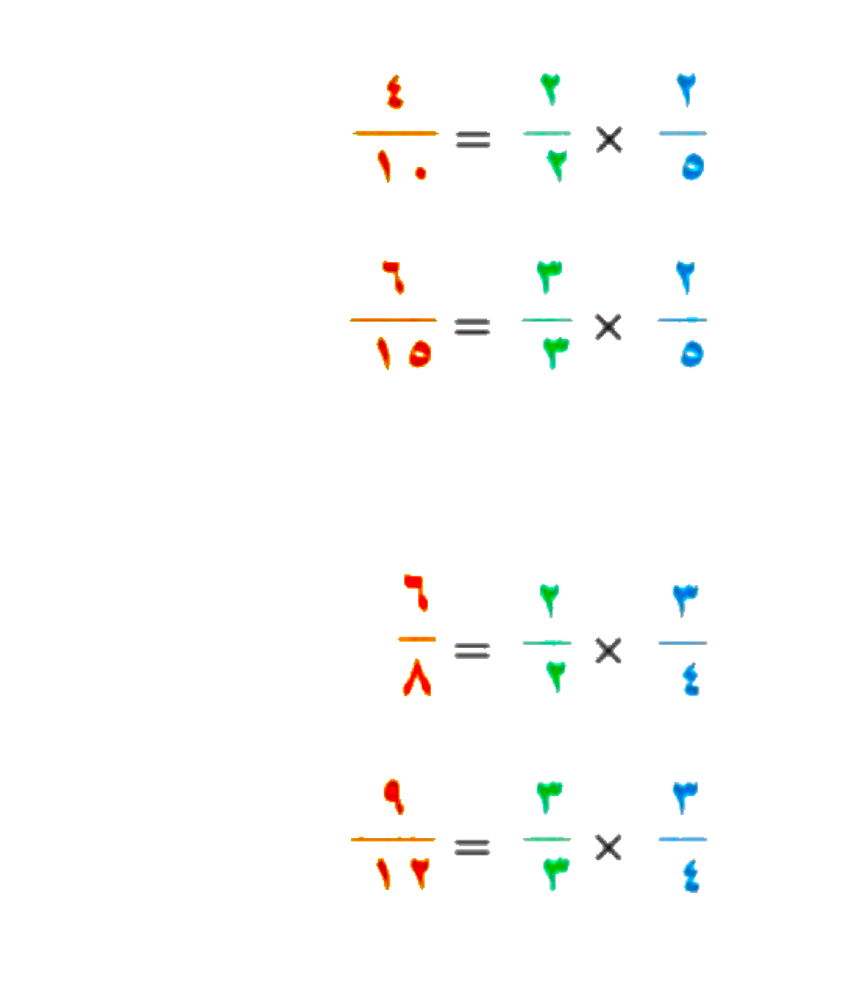 ٢/٥ × ٢/٢ = ٤/١٠
٢/٥ × ٣/٣ = ٦/١٥
٣/٤ × ٢/٢ = ٦/٨
٣/٤ × ٣/٣ = ٩/١٢